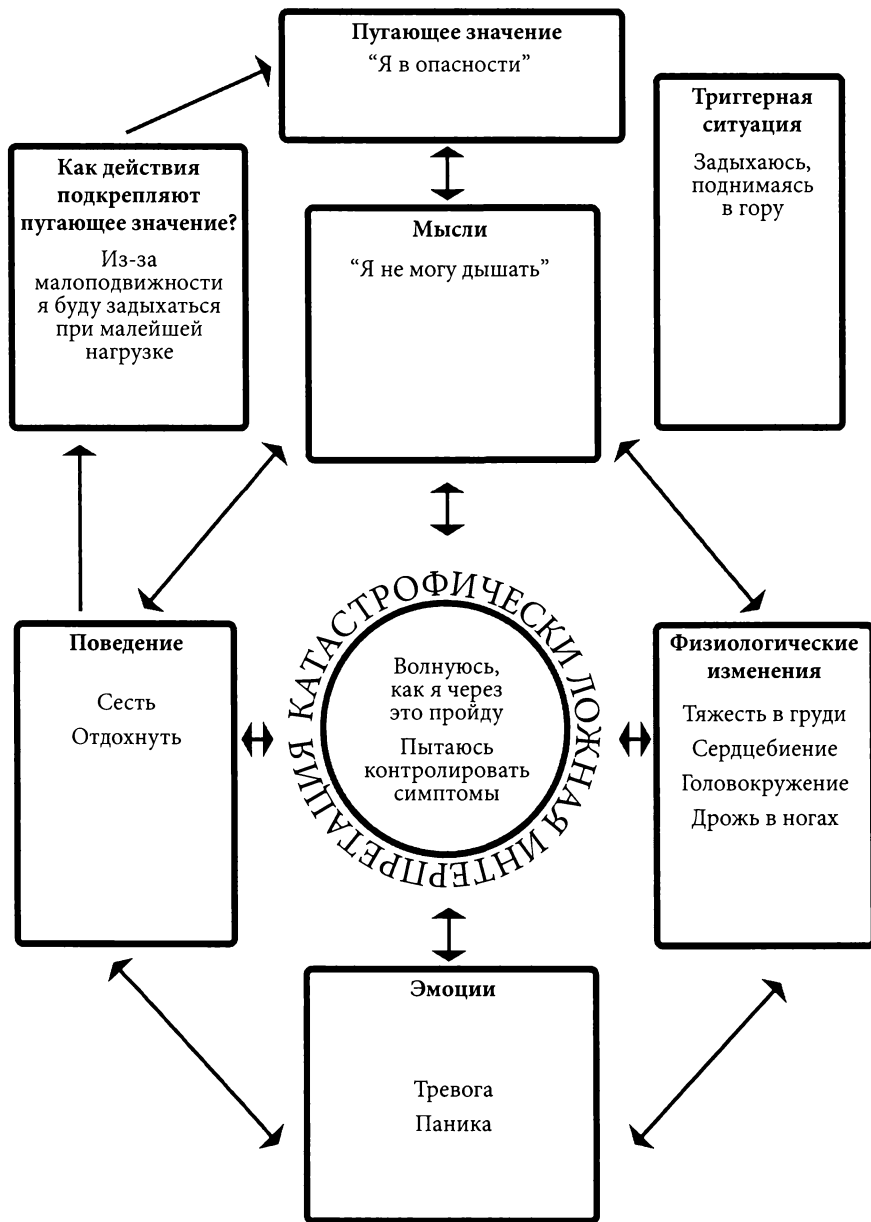 Пугающее значение
“Я в опасности”
Триггерная
ситуация
Задыхаюсь,
поднимаясь
в гору
Как действия
подкрепляют
пугающее значение?
Из-за
малоподвижности
я буду задыхаться
при малейшей
нагрузке
Мысли
“Я не могу дышать”
КАТАСТРОФИЧЕСКИ ЛОЖНАЯ ИНТЕРПРЕТАЦИЯ
Волнуюсь,
как я через
это пройду
Пытаюсь
контролировать
симптомы
Поведение
Сесть
Отдохнуть
Физиологические
изменения
Тяжесть в груди
Сердцебиение
Головокружение
Дрожь в ногах
Эмоции
Тревога
Паника